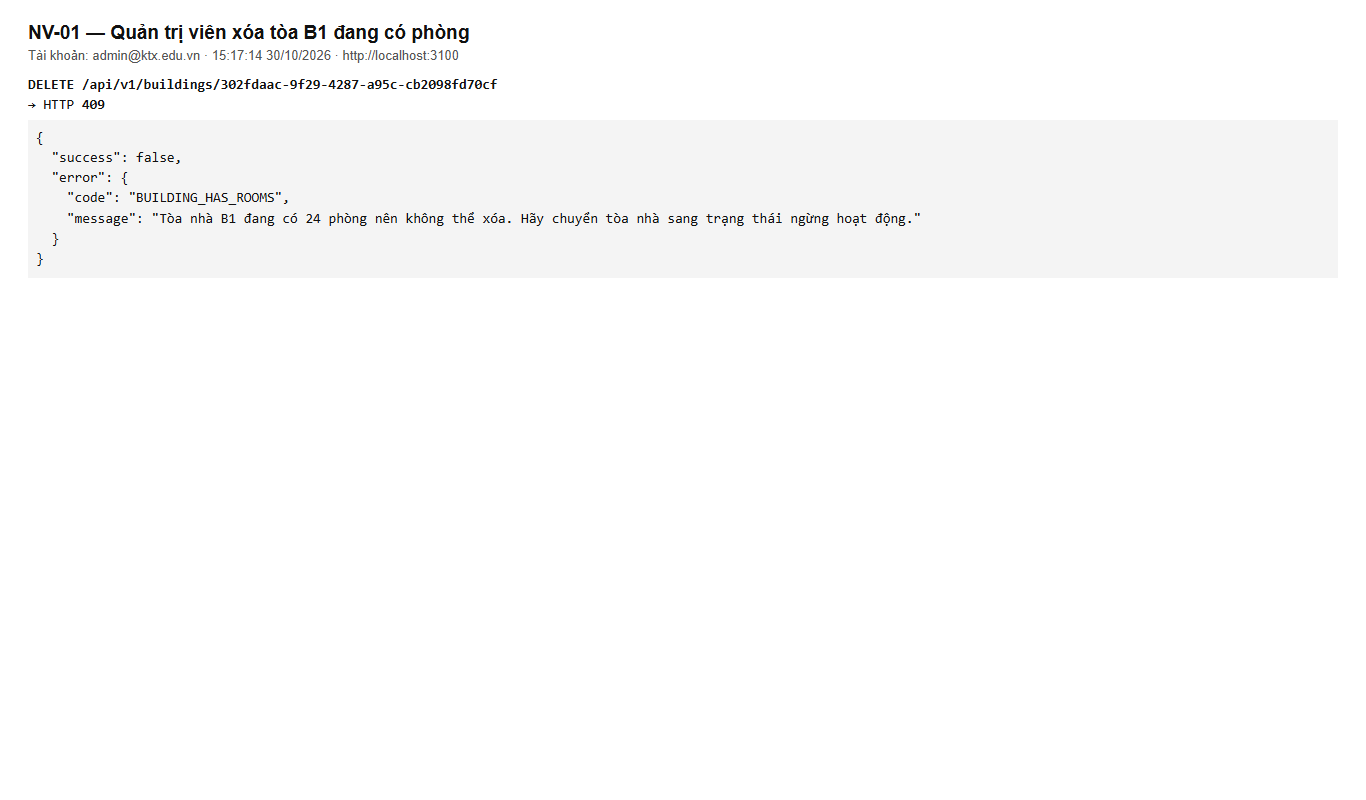 NV-01 — Quản trị viên xóa tòa B1 đang có phòng
Tài khoản: admin@ktx.edu.vn · 15:17:14 30/10/2026 · http://localhost:3100
DELETE /api/v1/buildings/302fdaac-9f29-4287-a95c-cb2098fd70cf
→ HTTP 409
{
  "success": false,
  "error": {
    "code": "BUILDING_HAS_ROOMS",
    "message": "Tòa nhà B1 đang có 24 phòng nên không thể xóa. Hãy chuyển tòa nhà sang trạng thái ngừng hoạt động."
  }
}